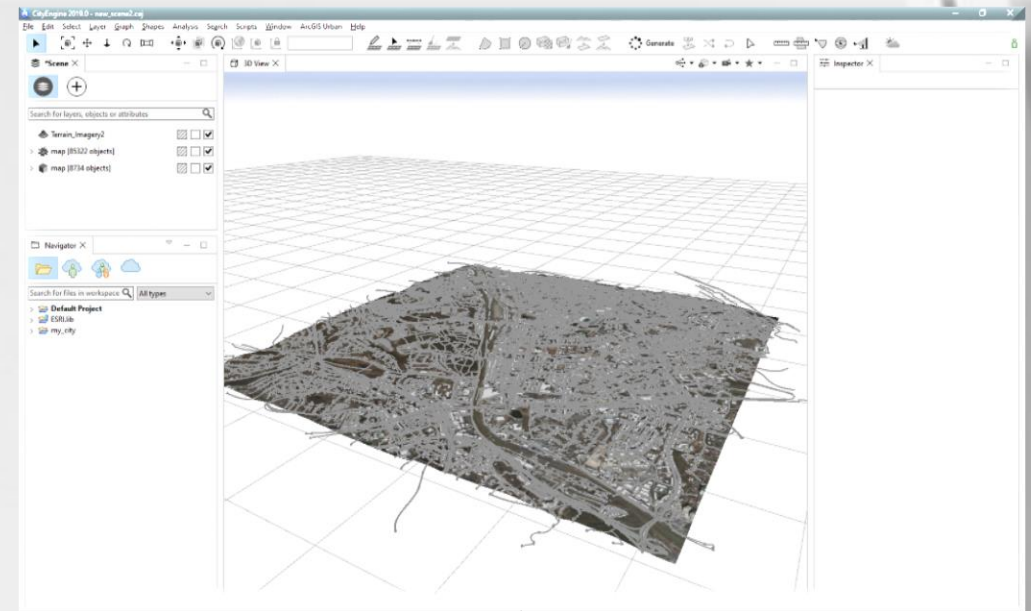 CityEngine 2019.0 - new_scene2.cej
File Edit Select Layer Graph Shapes Analysis Search Scripts Window ArcGIS Urban Help
Generate
*Scene
3D View
Inspector
Search for layers, objects or attributes
Terrain_Imagery2
map [85322 objects]
map [8734 objects]
Navigator
Search for files in workspace
All types
Default Project
ESRI.lib
my_city